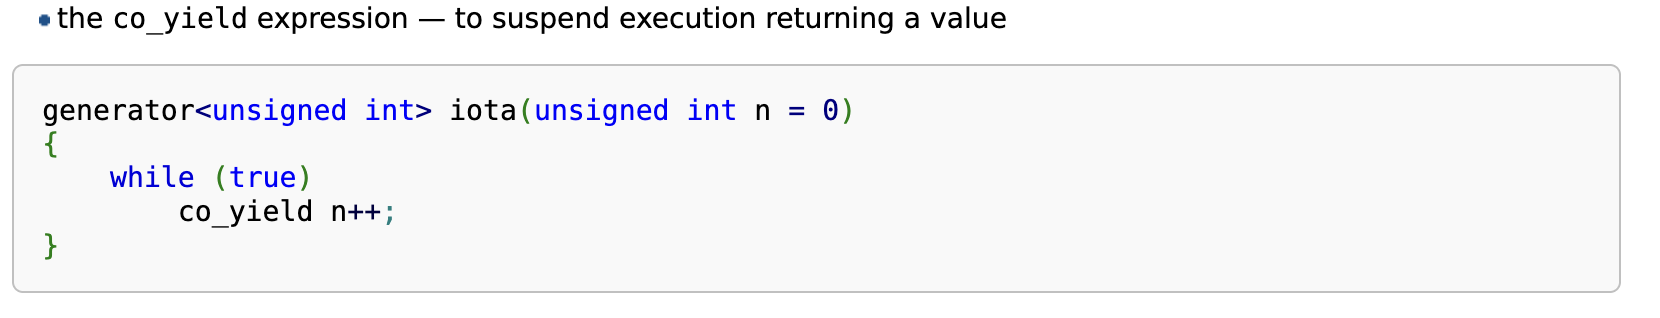 • the co_yield expression — to suspend execution returning a value
generator<unsigned int> iota(unsigned int n = 0)
{
    while (true)
        co_yield n++;
}